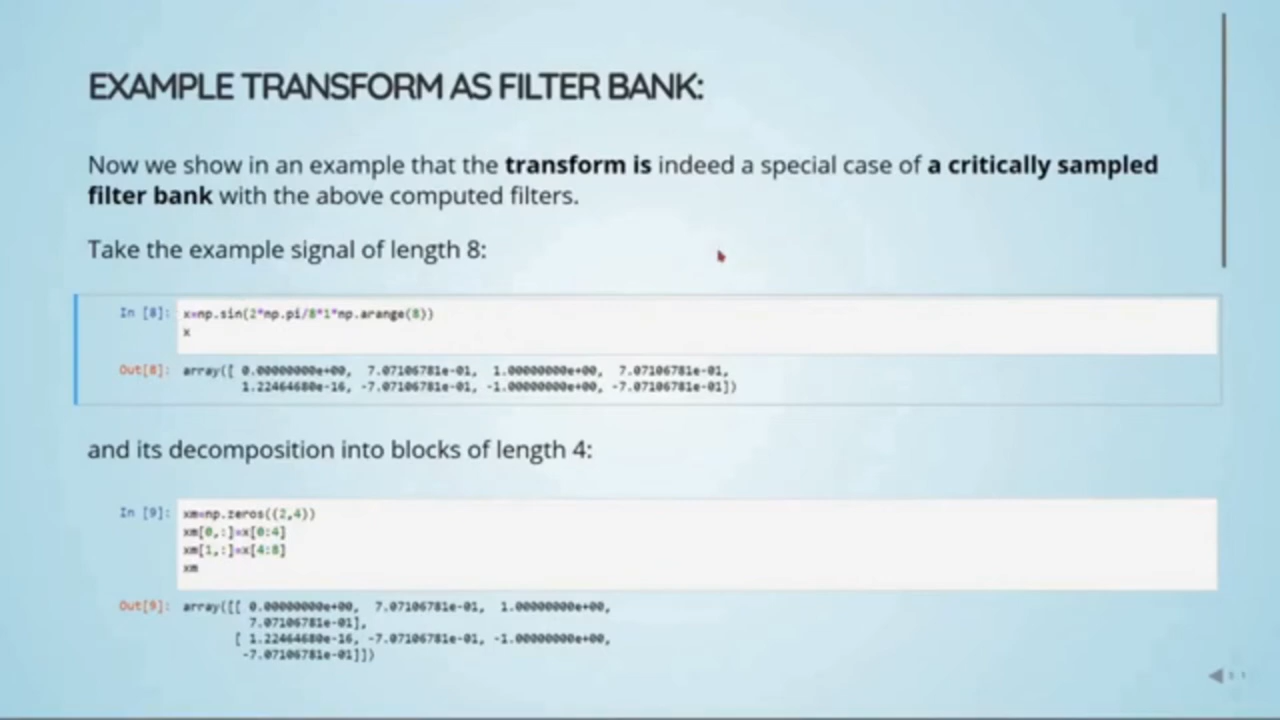 EXAMPLE TRANSFORM AS FILTER BANK:
Now we show in an example that the transform is indeed a special case of a critically sampled
filter bank with the above computed filters.
Take the example signal of length 8:
In [8]: x=np.sin(2*np.pi/8*1*np.arange(8))
x
Out[8]: array([ 0.00000000e+00, 7.07106781e-01, 1.00000000e+00, 7.07106781e-01,
1.22464680e-16, -7.07106781e-01, -1.00000000e+00, -7.07106781e-01])
and its decomposition into blocks of length 4:
In [9]: xm=np.zeros((2,4))
xm[0,:]=x[0:4]
xm[1,:]=x[4:8]
xm
Out[9]: array([[ 0.00000000e+00, 7.07106781e-01, 1.00000000e+00,
7.07106781e-01],
[ 1.22464680e-16, -7.07106781e-01, -1.00000000e+00,
-7.07106781e-01]])